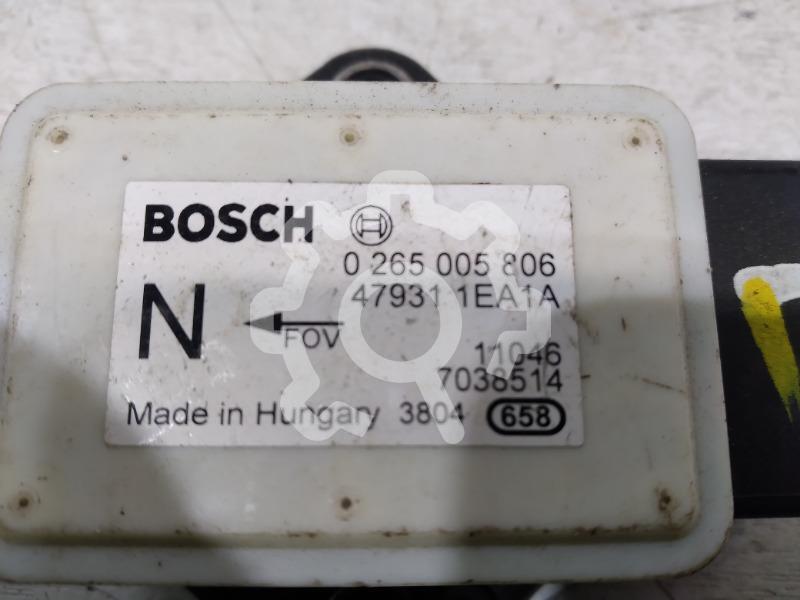 BOSCH
0 265 005 806
47931 1EA1A
N
FOV
11046
7038514
Made in Hungary 3804 658